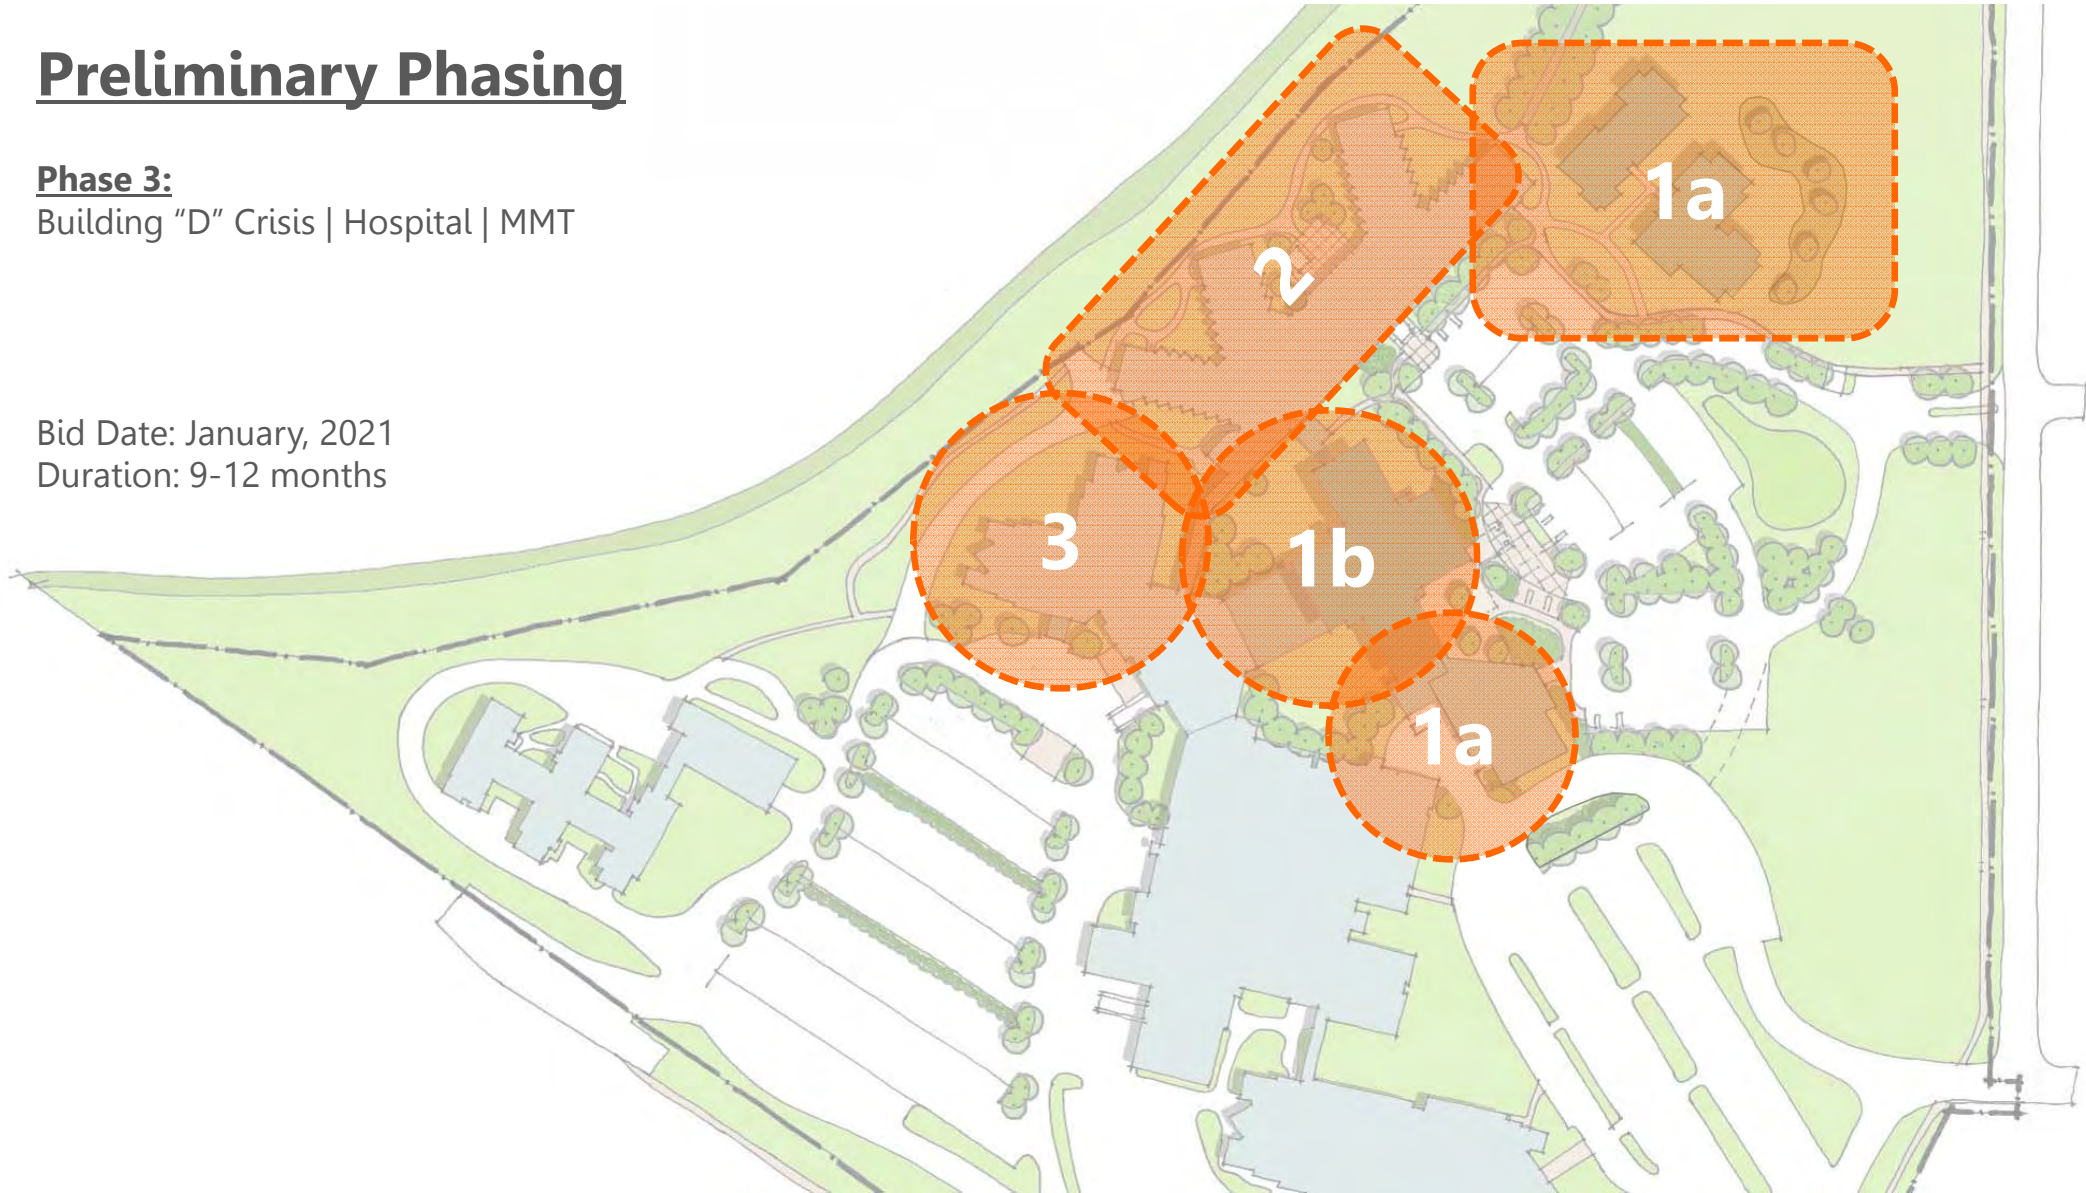 Preliminary Phasing
Phase 3:
Building “D” Crisis | Hospital | MMT
Bid Date: January, 2021
Duration: 9-12 months
1a
2
3
1b
1a